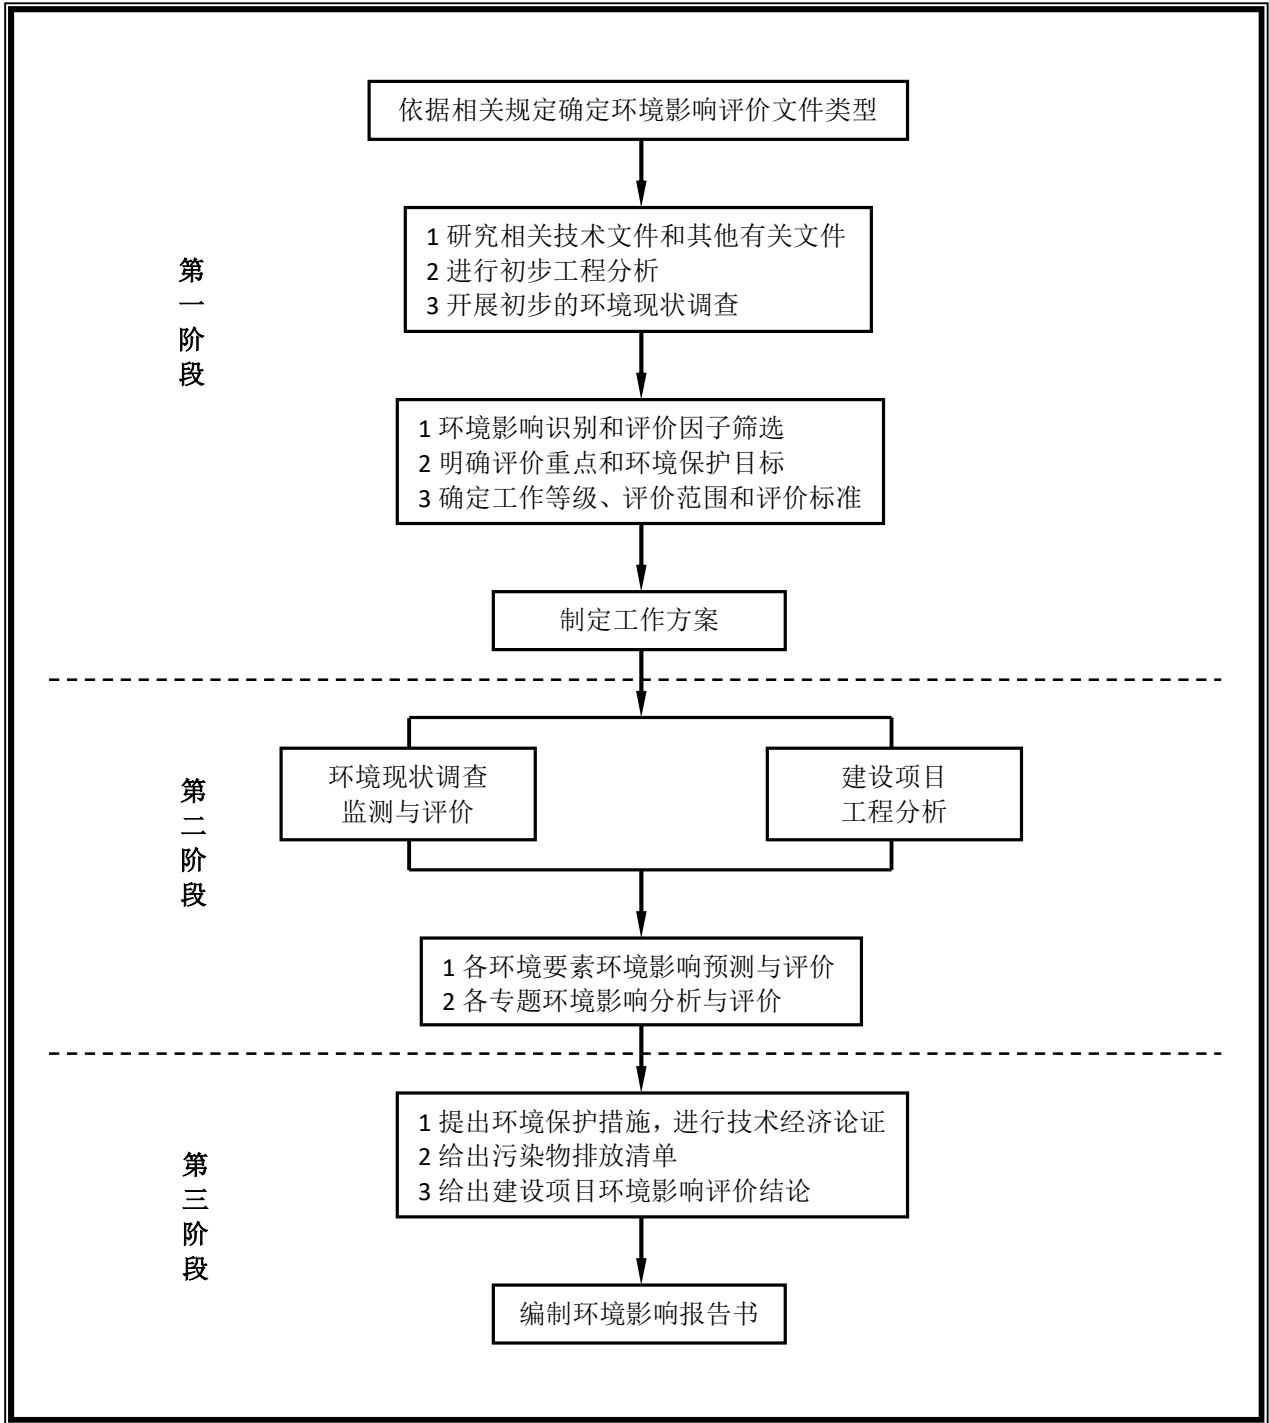 依据相关规定确定环境影响评价文件类型
第一阶段
1 研究相关技术文件和其他有关文件
2 进行初步工程分析
3 开展初步的环境现状调查
1 环境影响识别和评价因子筛选
2 明确评价重点和环境保护目标
3 确定工作等级、评价范围和评价标准
制定工作方案
第二阶段
环境现状调查
监测与评价
建设项目
工程分析
1 各环境要素环境影响预测与评价
2 各专题环境影响分析与评价
第三阶段
1 提出环境保护措施，进行技术经济论证
2 给出污染物排放清单
3 给出建设项目环境影响评价结论
编制环境影响报告书